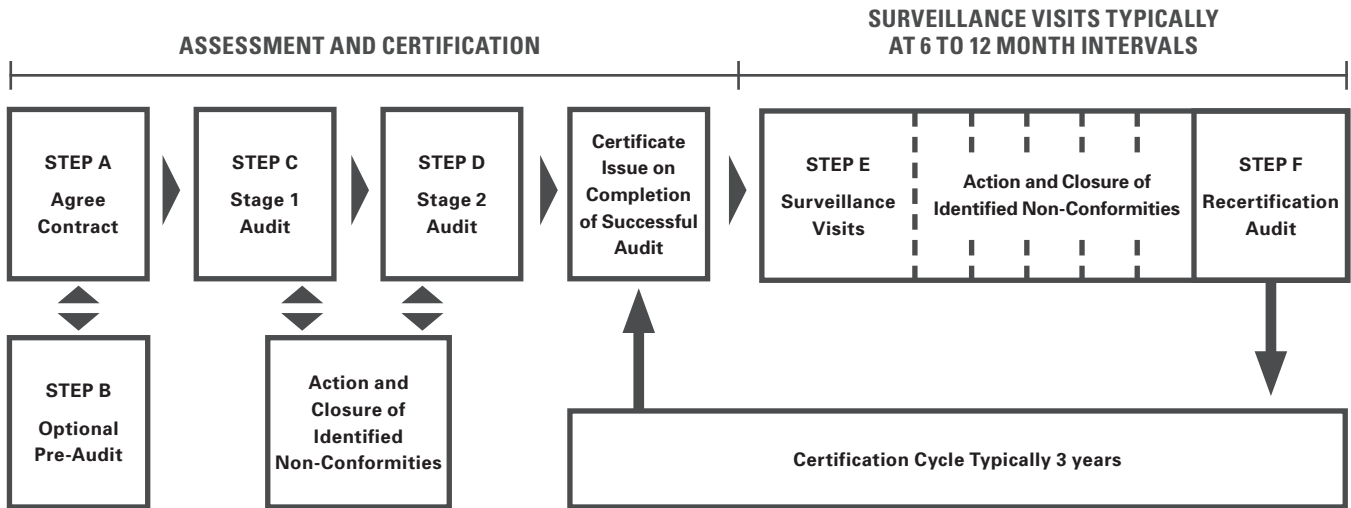 ASSESSMENT AND CERTIFICATION
SURVEILLANCE VISITS TYPICALLY
AT 6 TO 12 MONTH INTERVALS
STEP A
Agree
Contract
STEP C
Stage 1
Audit
STEP D
Stage 2
Audit
Certificate
Issue on
Completion
of Successful
Audit
STEP E
Surveillance
Visits
Action and Closure of
Identified Non-Conformities
STEP F
Recertification
Audit
STEP B
Optional
Pre-Audit
Action and
Closure of
Identified
Non-Conformities
Certification Cycle Typically 3 years